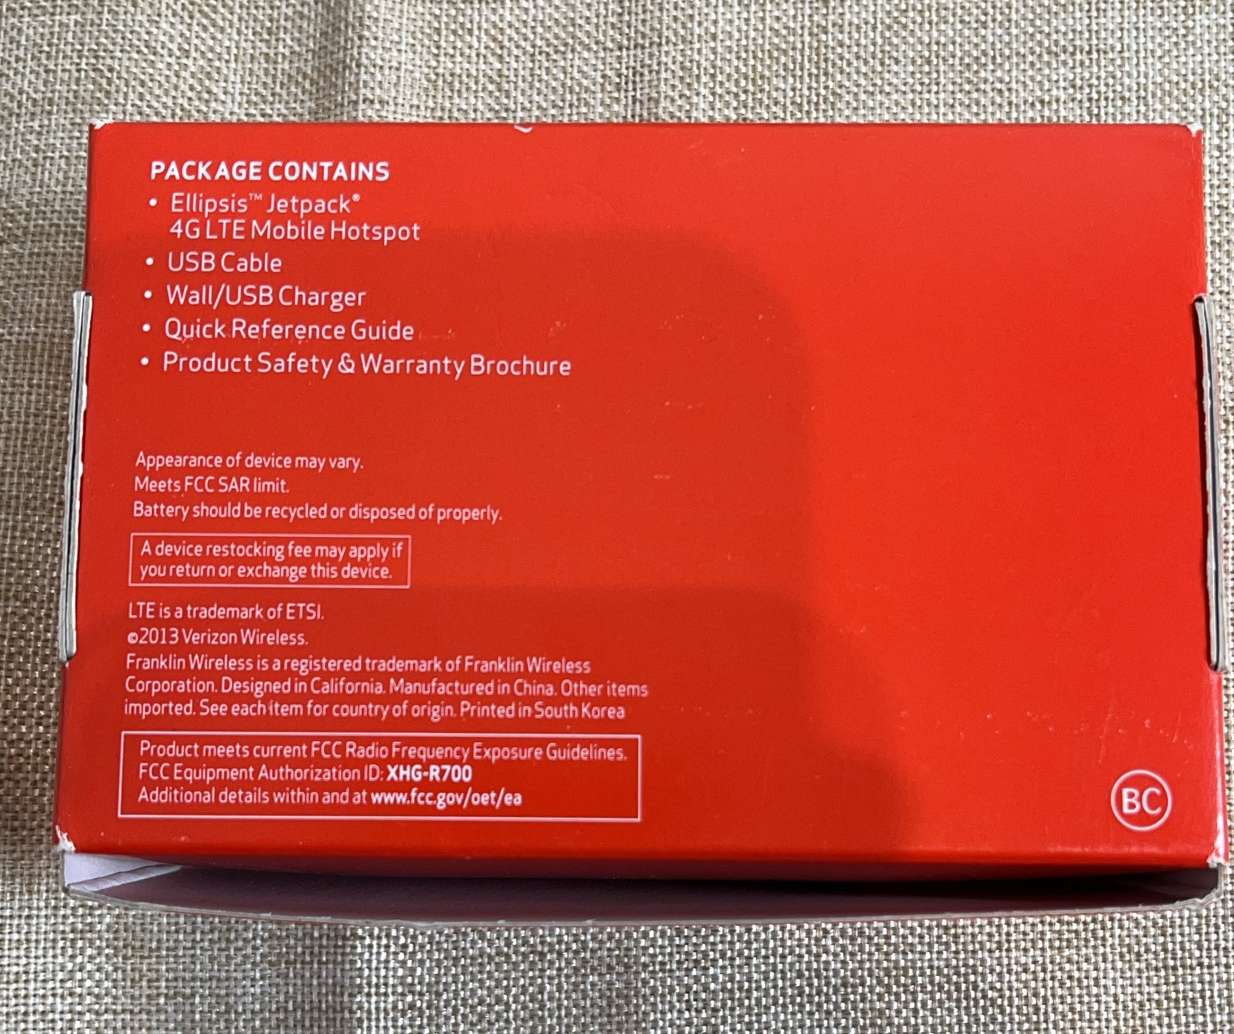 PACKAGE CONTAINS
• Ellipsis™ Jetpack®
4G LTE Mobile Hotspot
• USB Cable
• Wall/USB Charger
• Quick Reference Guide
• Product Safety & Warranty Brochure
Appearance of device may vary.
Meets FCC SAR limit.
Battery should be recycled or disposed of properly.
A device restocking fee may apply if
you return or exchange this device.
LTE is a trademark of ETSI.
©2013 Verizon Wireless.
Franklin Wireless is a registered trademark of Franklin Wireless
Corporation. Designed in California. Manufactured in China. Other items
imported. See each item for country of origin. Printed in South Korea
Product meets current FCC Radio Frequency Exposure Guidelines.
FCC Equipment Authorization ID: XHG-R700
Additional details within and at www.fcc.gov/oet/ea
BC